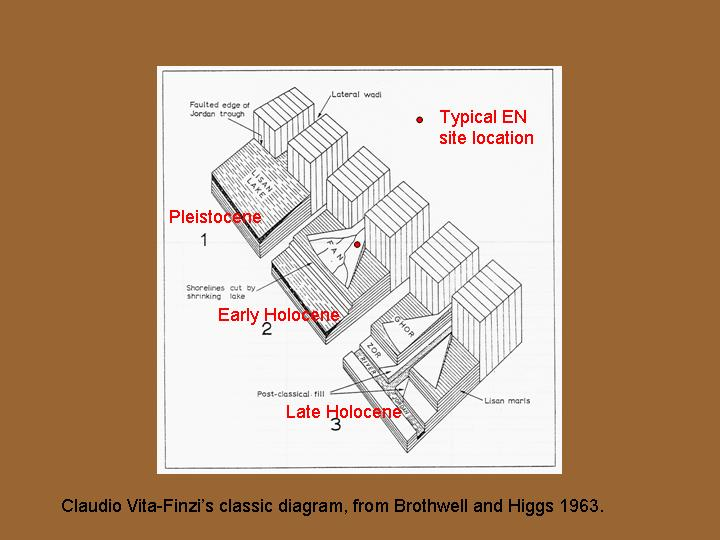 Faulted edge of
Jordan trough
Lateral wadi
Typical EN
site location
LISAN
LAKE
Pleistocene
1
FAN
Shorelines cut by
shrinking lake
Early Holocene
2
GHOR
ZOR
RIVER
Post-classical fill
Lisan marls
Late Holocene
3
Claudio Vita-Finzi's classic diagram, from Brothwell and Higgs 1963.